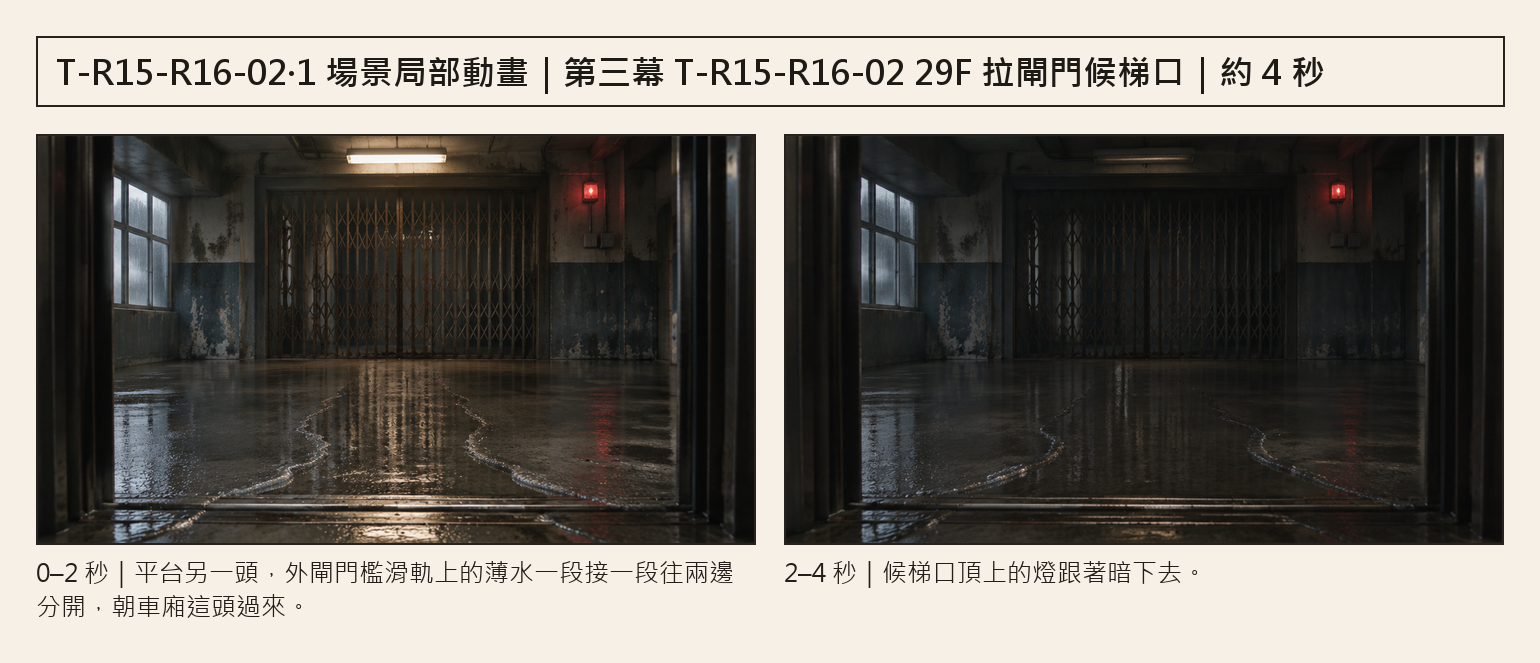 T-R15-R16-02·1 場景局部動畫｜第三幕 T-R15-R16-02 29F 拉閘門候梯口｜約 4 秒
0–2 秒｜平台另一頭，外閘門檻滑軌上的薄水一段接一段往兩邊
分開，朝車廂這頭過來。
2–4 秒｜候梯口頂上的燈跟著暗下去。